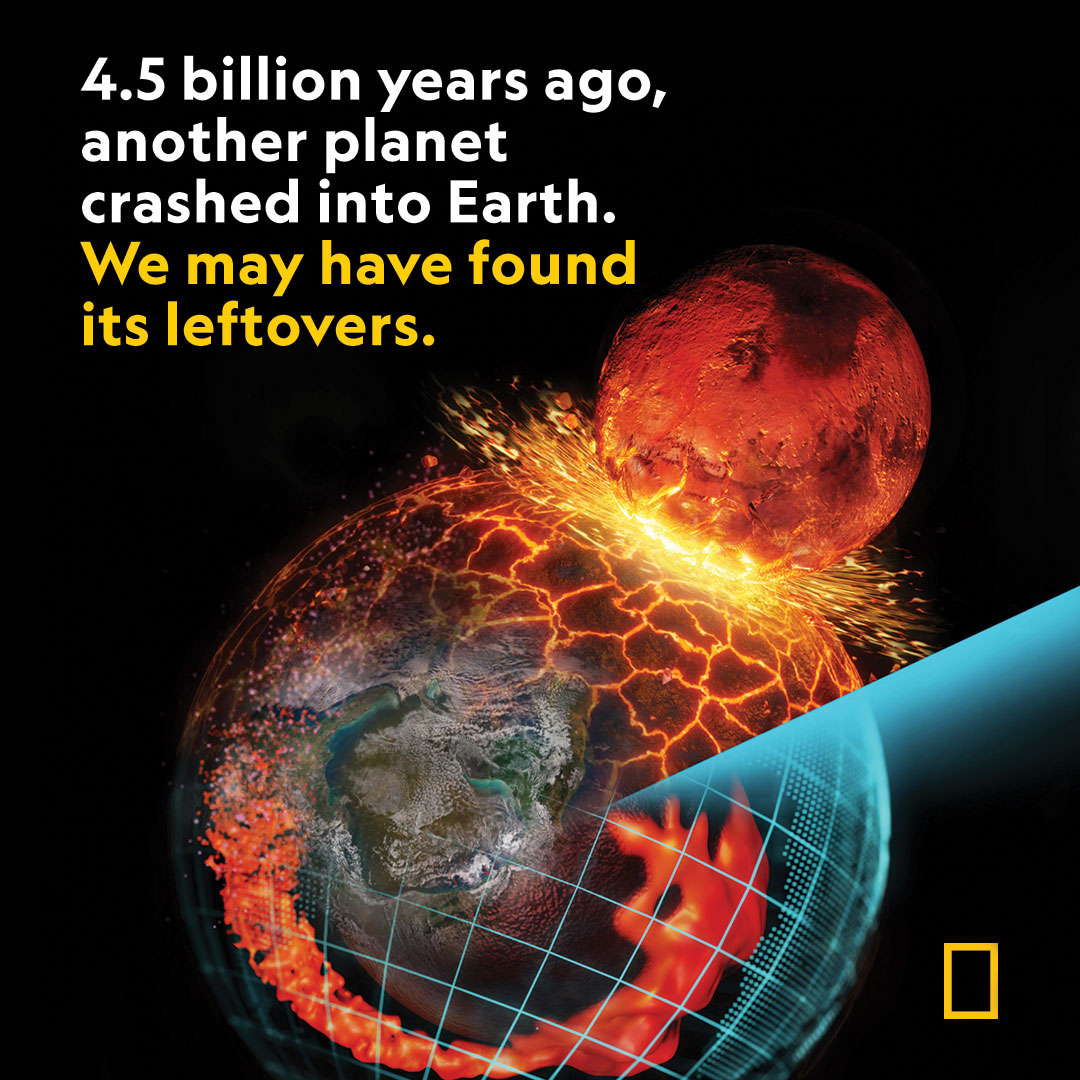 4.5 billion years ago,
another planet
crashed into Earth.
We may have found
its leftovers.